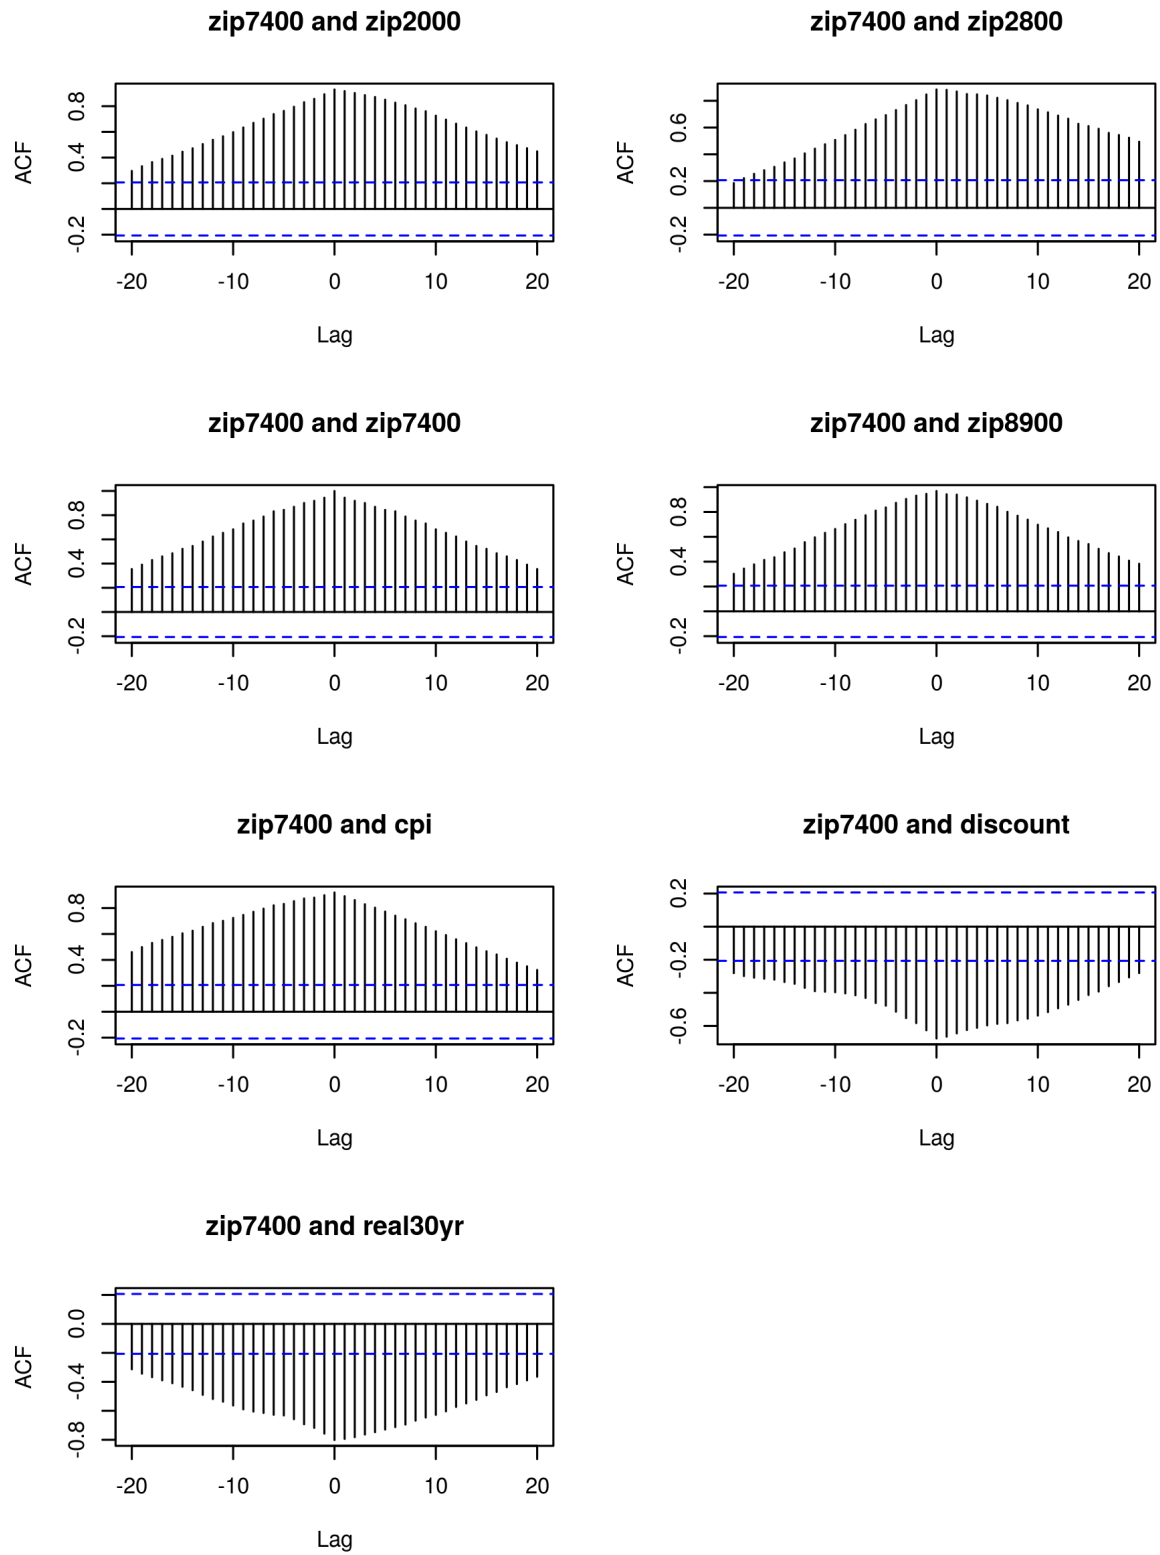 zip7400 and zip2000
ACF
-0.2 0.4 0.8
-20 -10 0 10 20
Lag
zip7400 and zip2800
ACF
-0.2 0.2 0.6
-20 -10 0 10 20
Lag
zip7400 and zip7400
ACF
-0.2 0.4 0.8
-20 -10 0 10 20
Lag
zip7400 and zip8900
ACF
-0.2 0.4 0.8
-20 -10 0 10 20
Lag
zip7400 and cpi
ACF
-0.2 0.4 0.8
-20 -10 0 10 20
Lag
zip7400 and discount
ACF
-0.6 -0.2 0.2
-20 -10 0 10 20
Lag
zip7400 and real30yr
ACF
-0.8 -0.4 0.0
-20 -10 0 10 20
Lag